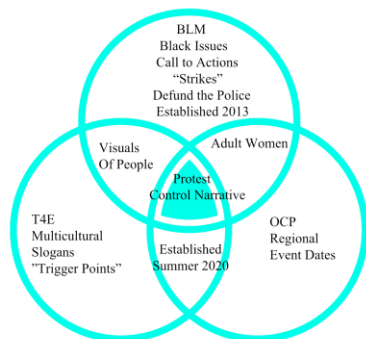 BLM
Black Issues
Call to Actions
“Strikes”
Defund the Police
Established 2013
Visuals
Of People
Adult Women
Protest
Control Narrative
T4E
Multicultural
Slogans
”Trigger Points”
Established
Summer 2020
OCP
Regional
Event Dates